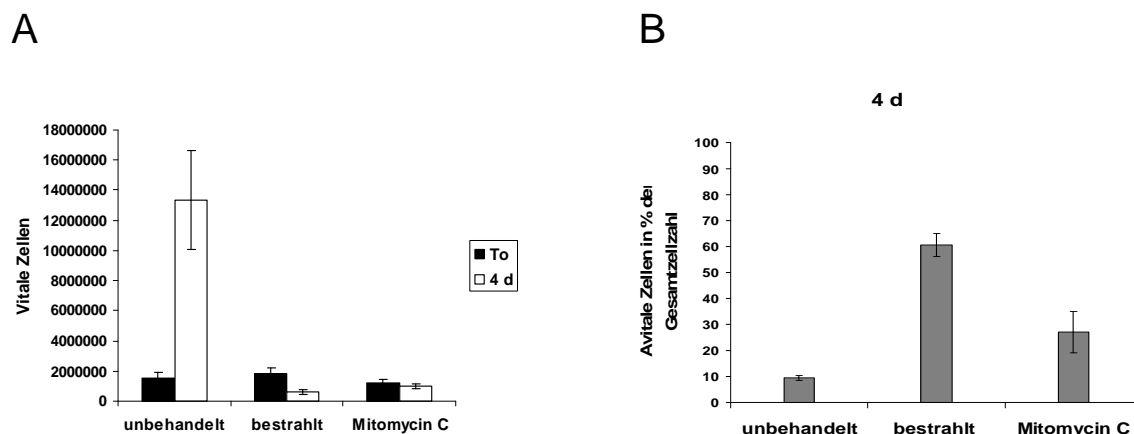 A
Vitale Zellen
18000000
16000000
14000000
12000000
10000000
8000000
6000000
4000000
2000000
0
unbehandelt bestrahlt Mitomycin C
To
4 d
B
4 d
Avitale Zellen in % der
Gesamtzellzahl
100
90
80
70
60
50
40
30
20
10
0
unbehandelt bestrahlt Mitomycin C